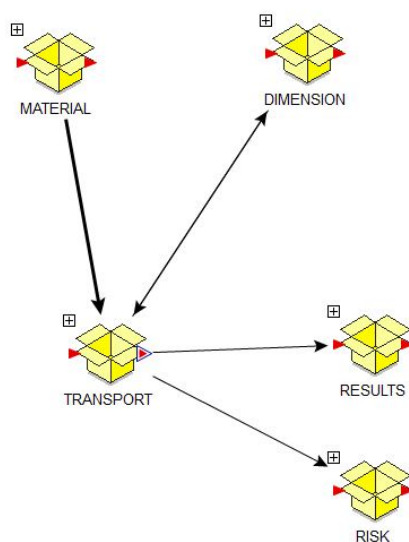 MATERIAL
DIMENSION
TRANSPORT
RESULTS
RISK